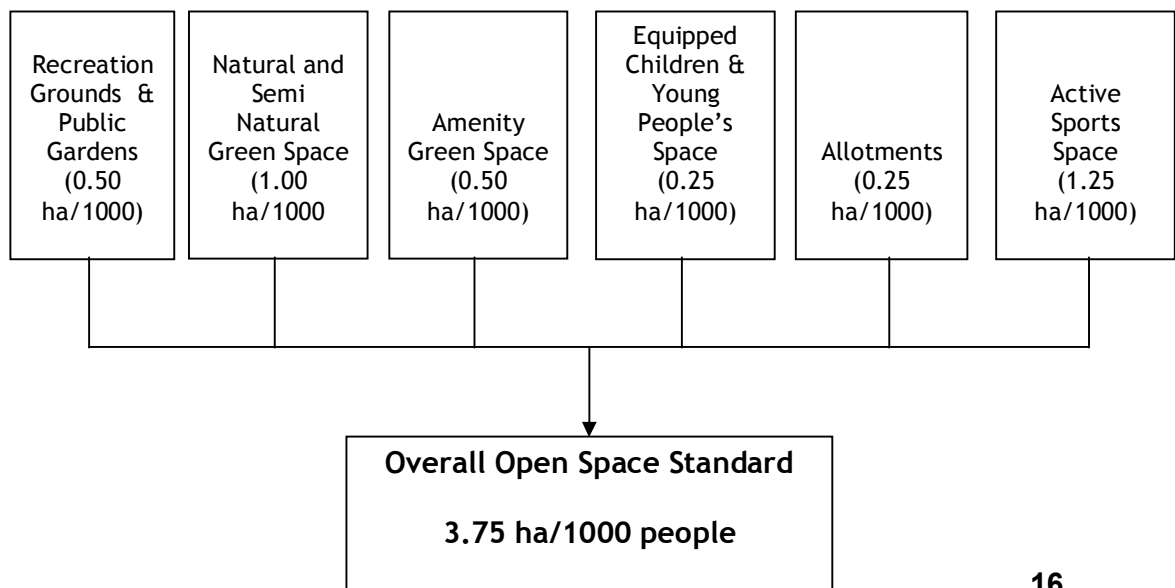 Recreation
Grounds & 
Public
Gardens
(0.50
ha/1000)
Natural and
Semi
Natural
Green Space
(1.00
ha/1000
Amenity
Green Space
(0.50
ha/1000)
Equipped
Children &
Young
People’s
Space
(0.25
ha/1000)
Allotments
(0.25
ha/1000)
Active
Sports
Space
(1.25
ha/1000)
Overall Open Space Standard
3.75 ha/1000 people
16